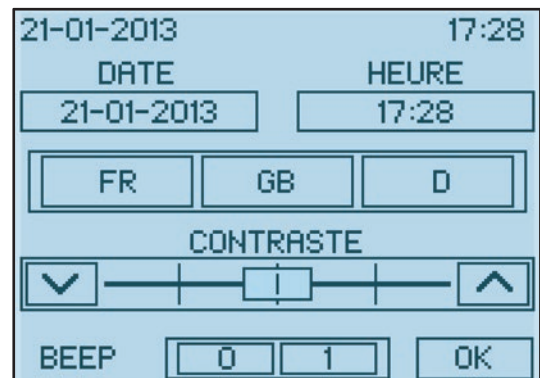 21-01-2013 17:28
DATE HEURE
21-01-2013 17:28
FR GB D
CONTRASTE
BEEP 0 1 OK